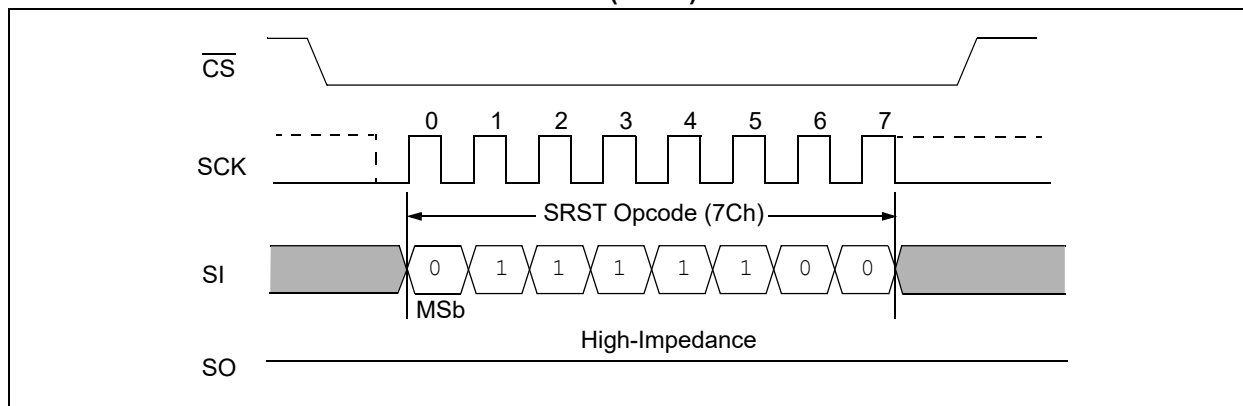 CS
0 1 2 3 4 5 6 7
SCK
SRST Opcode (7Ch)
SI
0 1 1 1 1 1 0 0
MSb
High-Impedance
SO